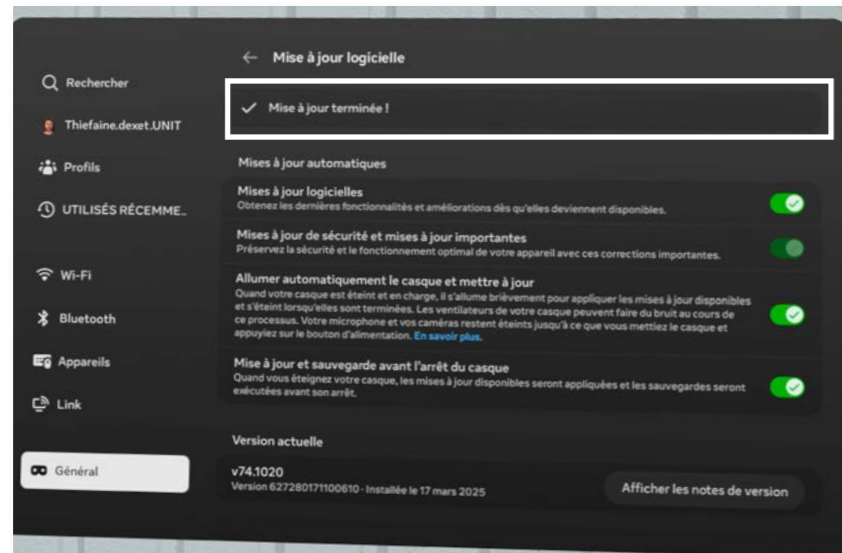 Rechercher
Thiefaine.dexet.UNIT
Profils
UTILISÉS RÉCEMME...
Wi-Fi
Bluetooth
Appareils
Link
Général
Mise à jour logicielle
Mise à jour terminée !
Mises à jour automatiques
Mises à jour logicielles
Obtenez les dernières fonctionnalités et améliorations dès qu'elles deviennent disponibles.
Mises à jour de sécurité et mises à jour importantes
Préservez la sécurité et le fonctionnement optimal de votre appareil avec ces corrections importantes.
Allumer automatiquement le casque et mettre à jour
Quand votre casque est éteint et en charge, il s'allume brièvement pour appliquer les mises à jour disponibles
et s'éteint lorsqu'elles sont terminées. Les ventilateurs de votre casque peuvent faire du bruit au cours de
ce processus. Votre microphone et vos caméras restent éteints jusqu'à ce que vous mettiez le casque et
appuyiez sur le bouton d'alimentation. En savoir plus.
Mise à jour et sauvegarde avant l'arrêt du casque
Quand vous éteignez votre casque, les mises à jour disponibles seront appliquées et les sauvegardes seront
exécutées avant son arrêt.
Version actuelle
v74.1020
Version 627280171100610 · Installée le 17 mars 2025
Afficher les notes de version